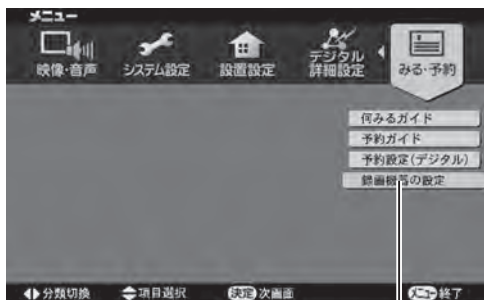 メニュー
映像・音声 システム設定 設置設定 デジタル詳細設定 みる・予約
何みるガイド
予約ガイド
予約設定(デジタル)
録画機器の設定
分類切換 項目選択 決定 次画面 メニュー 終了